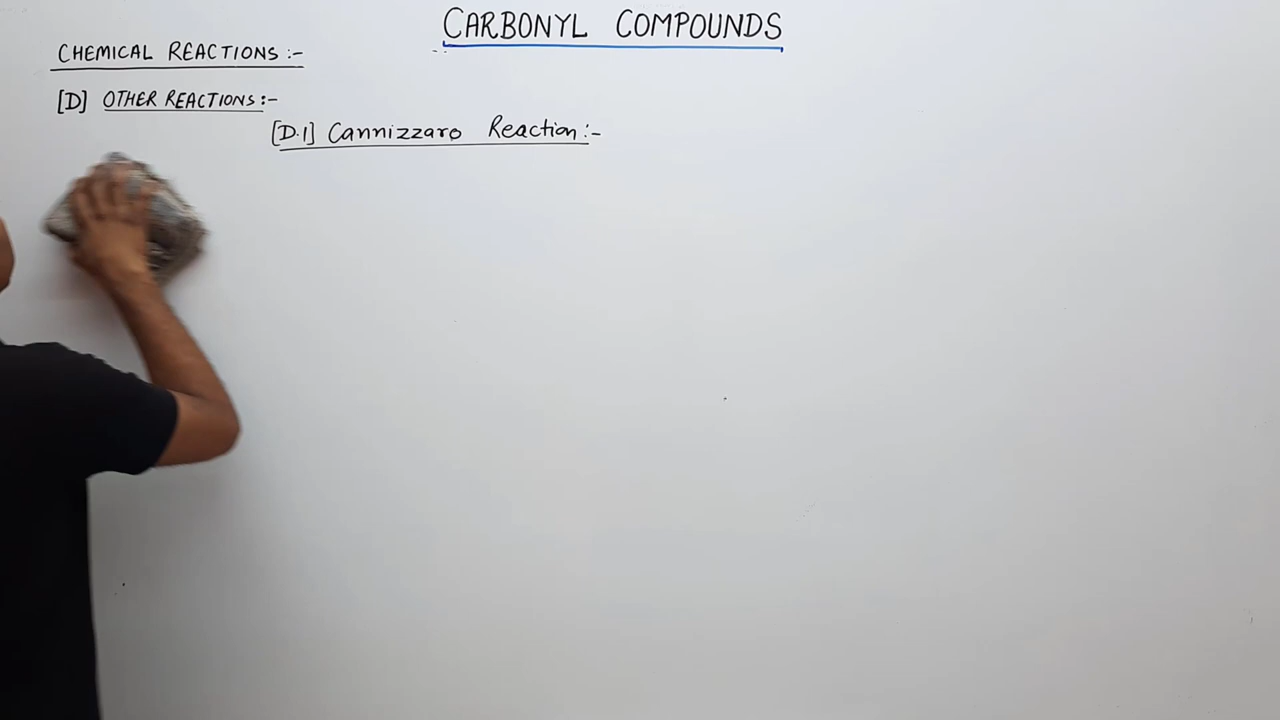 CARBONYL COMPOUNDS
CHEMICAL REACTIONS :-
[D] OTHER REACTIONS :-
[D.1] Cannizzaro Reaction :-